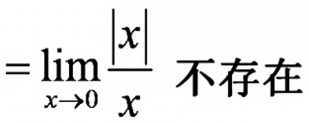 = lim_{x→0} |x|/x 不存在